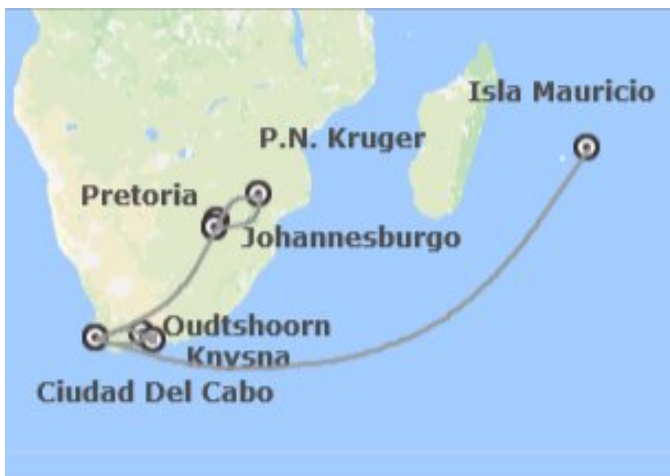 Isla Mauricio
P.N. Kruger
Pretoria
Johannesburgo
Oudtshoorn
Knysna
Ciudad Del Cabo